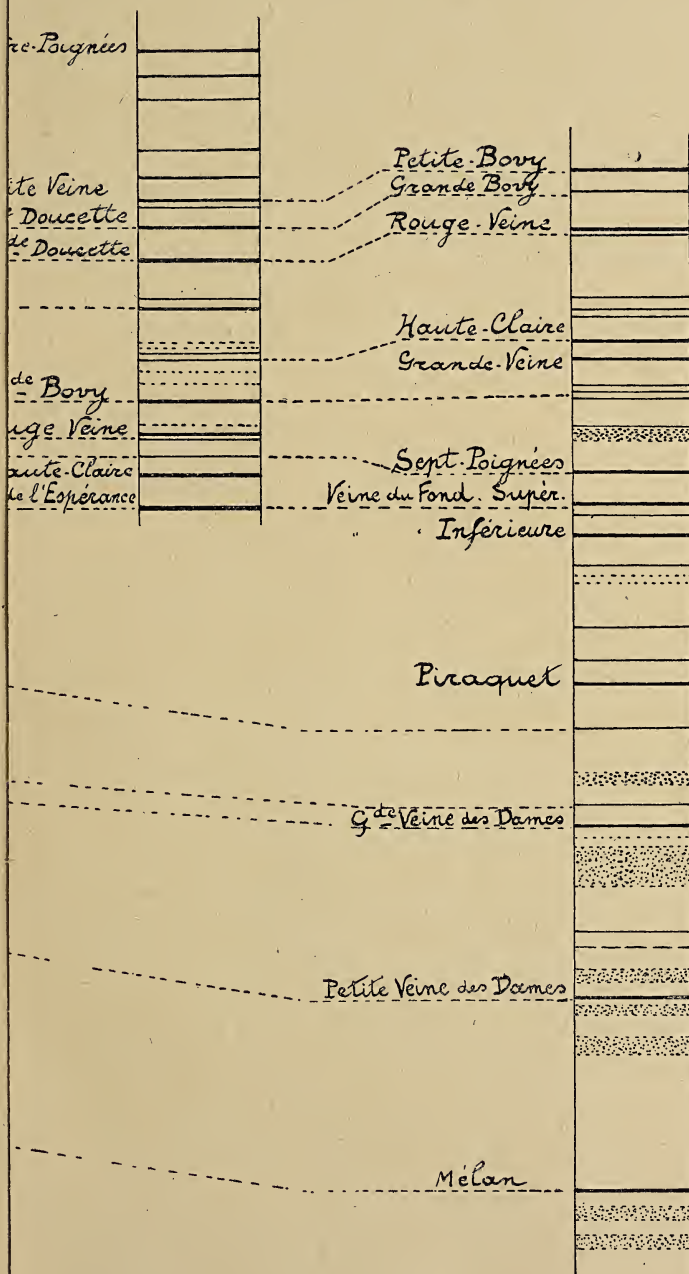 re-Poignées
ite Veine
Doucette
de Doucette
de Bovy
uge Veine
aute-Claire
de l'Espérance
Petite-Bovy
Grande Bovy
Rouge-Veine
Haute-Claire
Grande-Veine
Sept-Poignées
Veine du Fond. Supér.
" Inférieure
Piraquet
Gde Veine des Dames
Petite Veine des Dames
Mélan